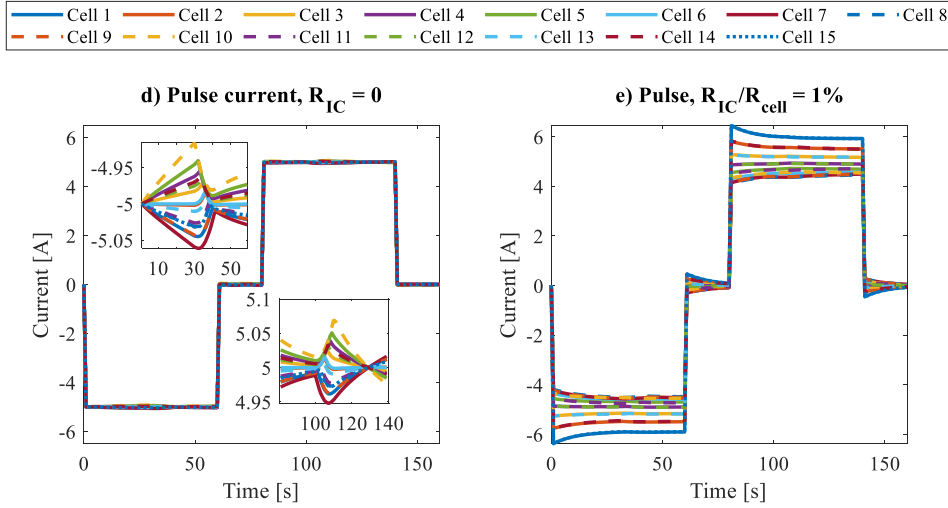 Cell 1 Cell 2 Cell 3 Cell 4 Cell 5 Cell 6 Cell 7 Cell 8
Cell 9 Cell 10 Cell 11 Cell 12 Cell 13 Cell 14 Cell 15
d) Pulse current, R_IC = 0
6
4
2
0
-2
-4
-6
Current [A]
-4.95
-5
-5.05
10 30 50
5.1
5.05
5
4.95
100 120 140
0 50 100 150
Time [s]
e) Pulse, R_IC/R_cell = 1%
6
4
2
0
-2
-4
-6
Current [A]
0 50 100 150
Time [s]